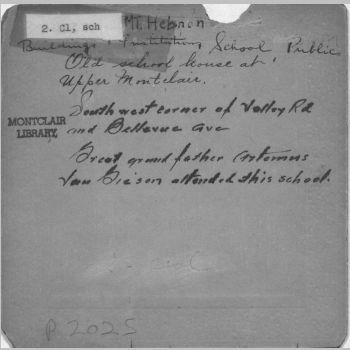 2. Cl, sch
Mt. Hebron
Buildings, Institution, School Public
Old school house at
Upper Montclair.
South west corner of Valley Rd
and Bellevue Ave
MONTCLAIR
LIBRARY,
Great grand father Artemus
Van Gieson attended this school.
P. 2025